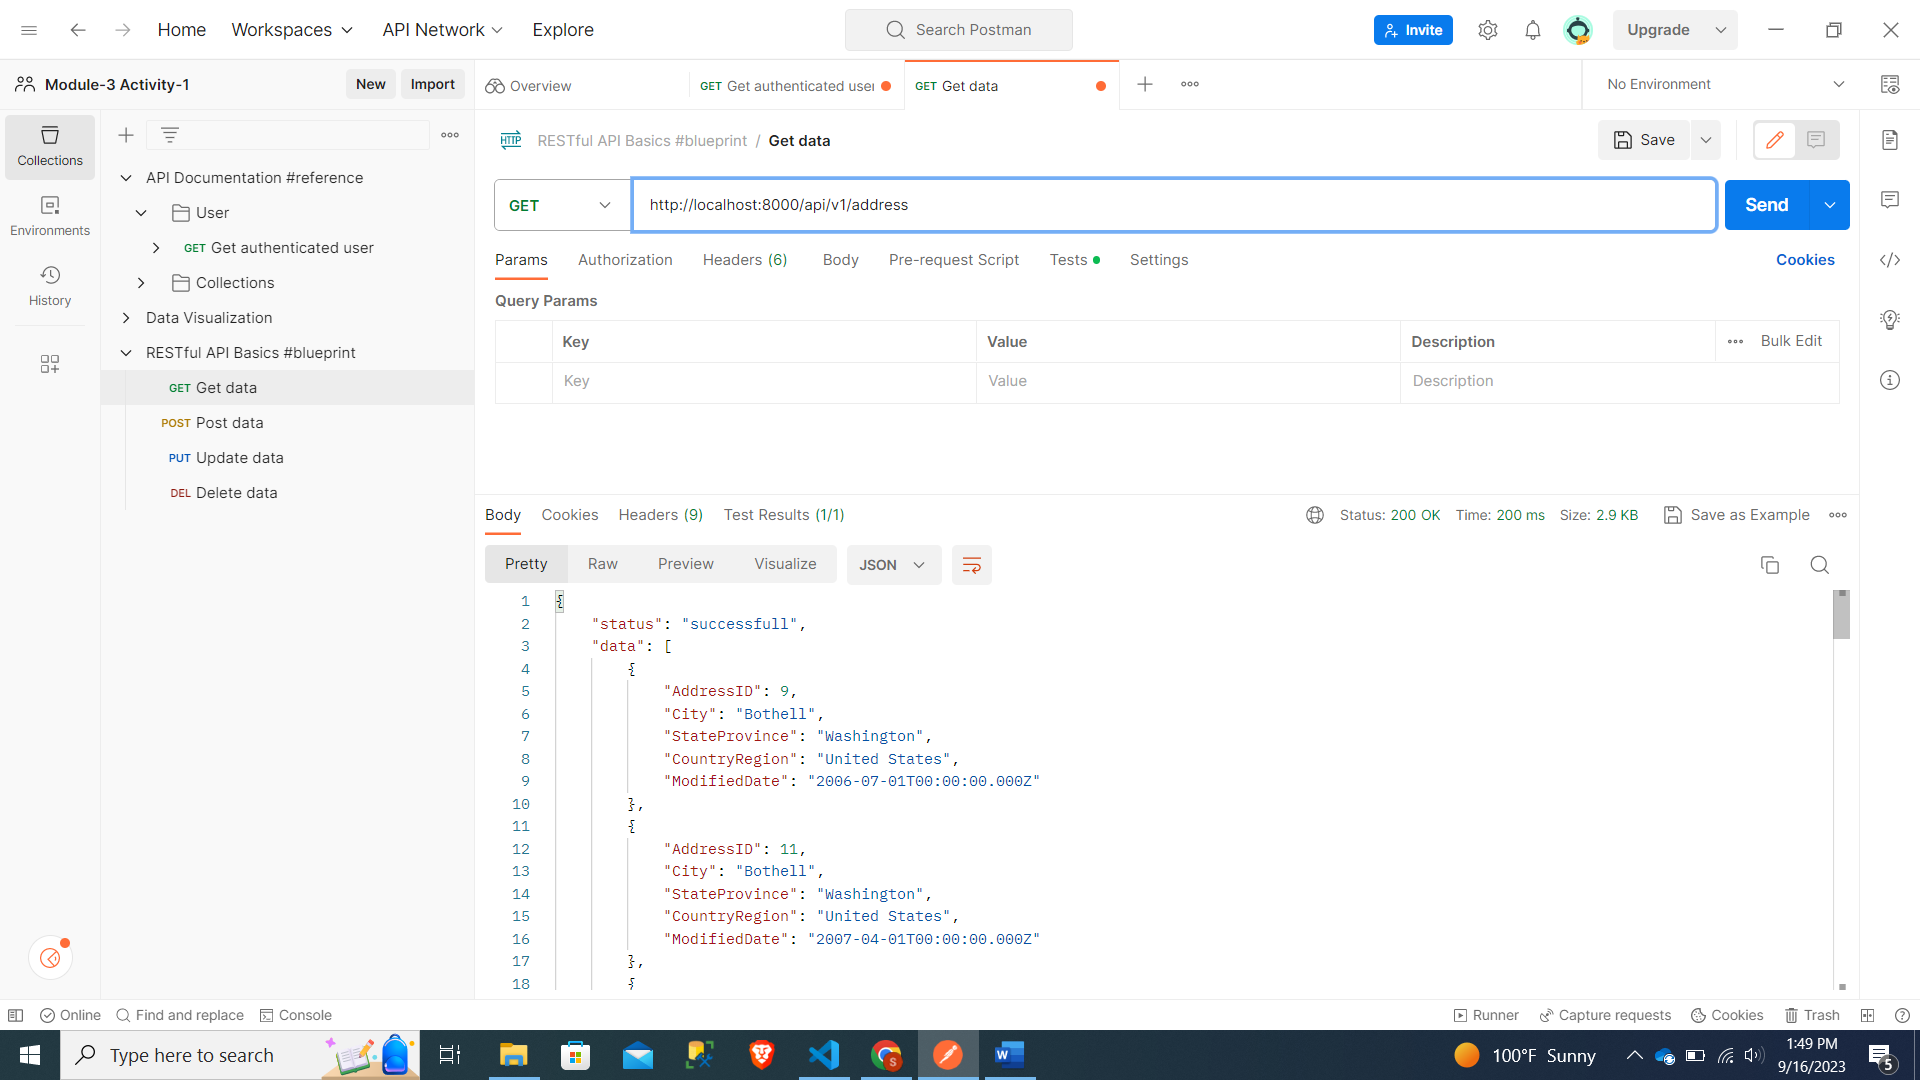 Home Workspaces API Network Explore Search Postman Invite Upgrade
Module-3 Activity-1 New Import Overview GET Get authenticated user GET Get data No Environment
Collections
Environments
History
API Documentation #reference
User
GET Get authenticated user
Collections
Data Visualization
RESTful API Basics #blueprint
GET Get data
POST Post data
PUT Update data
DEL Delete data
HTTP RESTful API Basics #blueprint / Get data Save
GET http://localhost:8000/api/v1/address Send
Params Authorization Headers (6) Body Pre-request Script Tests Settings Cookies
Query Params
Key Value Description Bulk Edit
Key Value Description
Body Cookies Headers (9) Test Results (1/1) Status: 200 OK Time: 200 ms Size: 2.9 KB Save as Example
Pretty Raw Preview Visualize JSON
1 {
2 "status": "successfull",
3 "data": [
4 {
5 "AddressID": 9,
6 "City": "Bothell",
7 "StateProvince": "Washington",
8 "CountryRegion": "United States",
9 "ModifiedDate": "2006-07-01T00:00:00.000Z"
10 },
11 {
12 "AddressID": 11,
13 "City": "Bothell",
14 "StateProvince": "Washington",
15 "CountryRegion": "United States",
16 "ModifiedDate": "2007-04-01T00:00:00.000Z"
17 },
18 {
Online Find and replace Console Runner Capture requests Cookies Trash
Type here to search 100°F Sunny 1:49 PM
9/16/2023 5